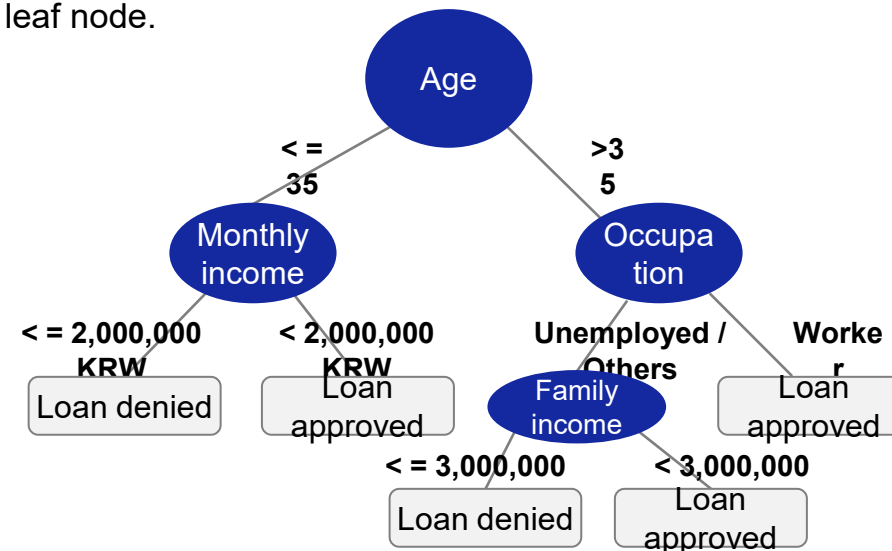 leaf node.
Age
< =
35
>3
5
Monthly
income
Occupa
tion
< = 2,000,000
KRW
< 2,000,000
KRW
Unemployed /
Others
Worke
r
Loan denied
Loan
approved
Family
income
Loan
approved
< = 3,000,000
< 3,000,000
Loan denied
Loan
approved